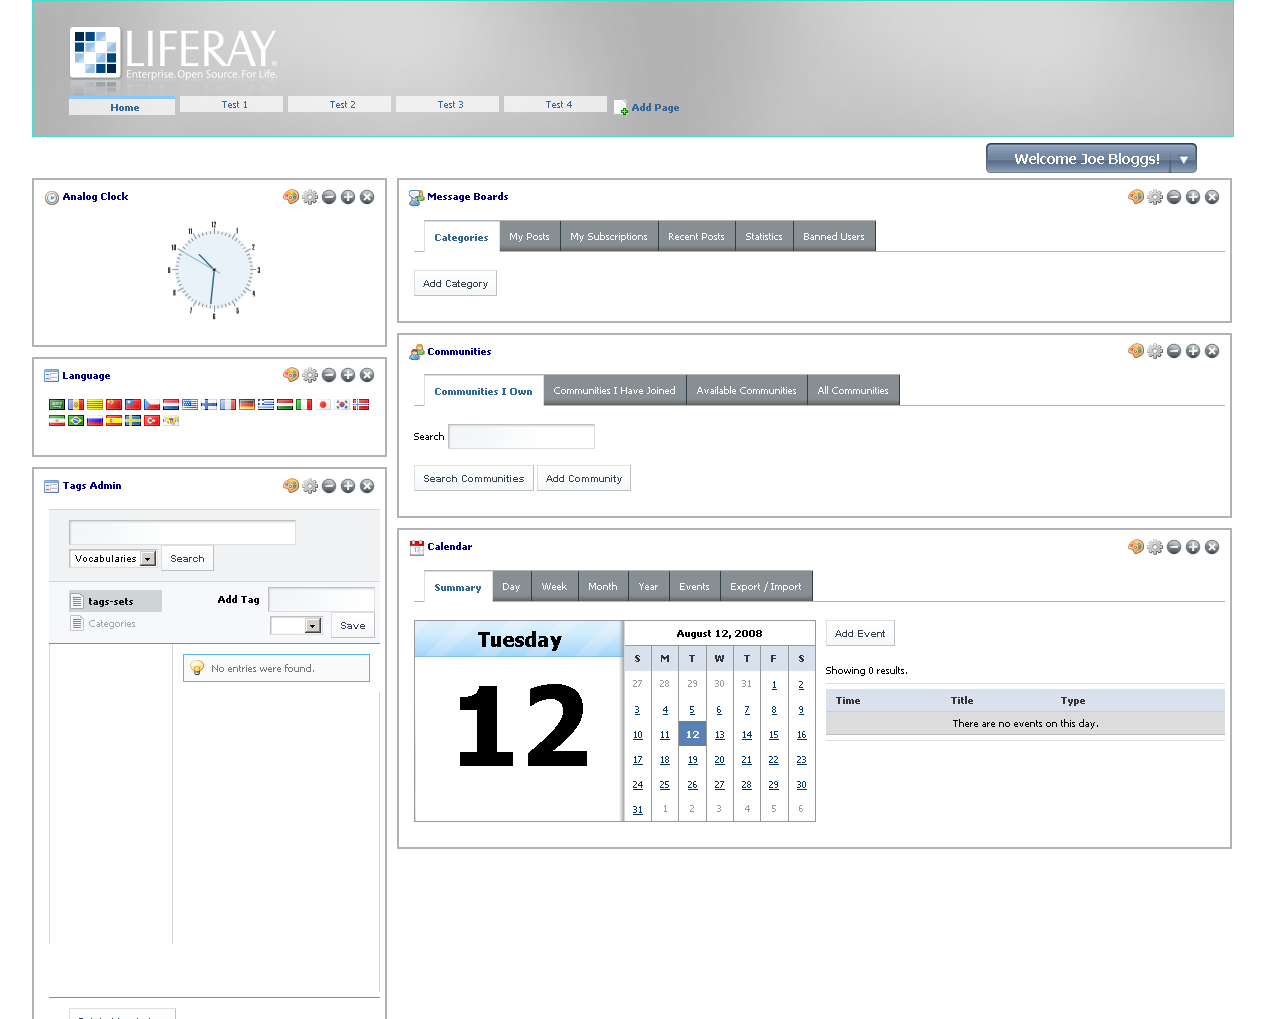 LIFERAY.
Enterprise. Open Source. For Life.
Home Test 1 Test 2 Test 3 Test 4 Add Page
Welcome Joe Bloggs!
Analog Clock
12
1
2
3
4
5
6
7
8
9
10
11
Language
Tags Admin
Vocabularies Search
tags-sets Add Tag
Categories Save
No entries were found.
Message Boards
Categories My Posts My Subscriptions Recent Posts Statistics Banned Users
Add Category
Communities
Communities I Own Communities I Have Joined Available Communities All Communities
Search
Search Communities Add Community
Calendar
Summary Day Week Month Year Events Export / Import
Tuesday
12
August 12, 2008
S M T W T F S
27 28 29 30 31 1 2
3 4 5 6 7 8 9
10 11 12 13 14 15 16
17 18 19 20 21 22 23
24 25 26 27 28 29 30
31 1 2 3 4 5 6
Add Event
Showing 0 results.
Time Title Type
There are no events on this day.